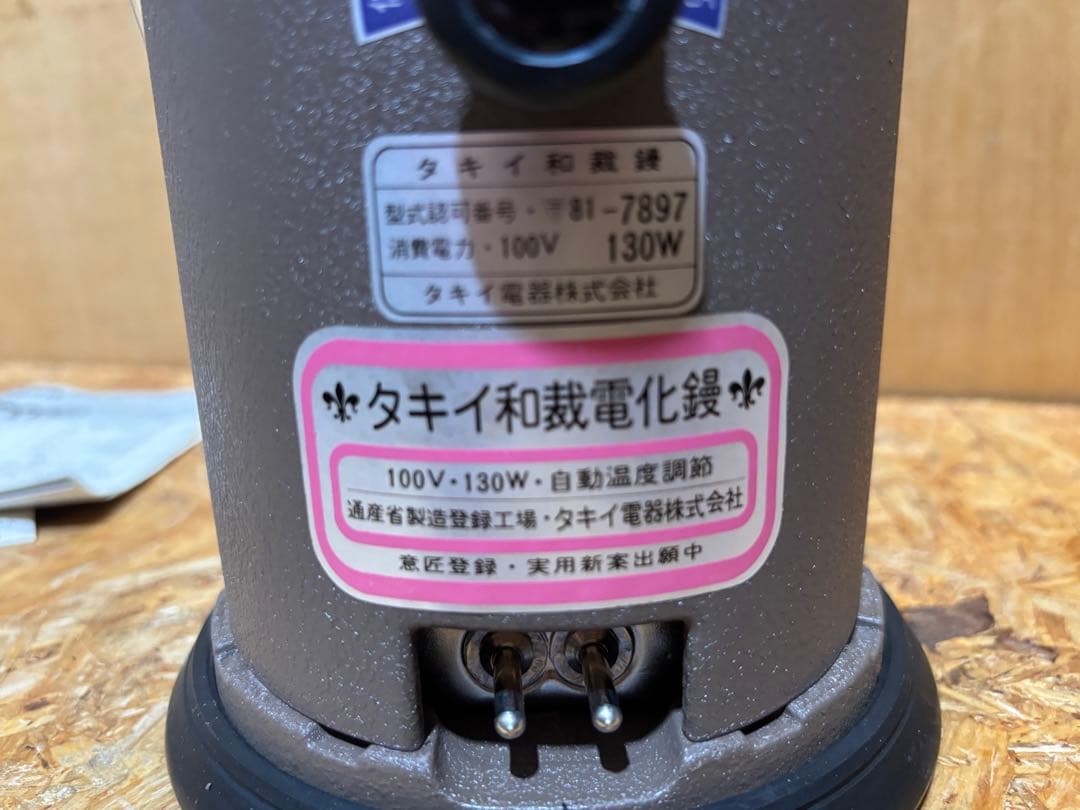 タキイ和裁鏝
型式認可番号・〒81-7897
消費電力・100V 130W
タキイ電器株式会社
タキイ和裁電化鏝
100V・130W・自動温度調節
通産省製造登録工場・タキイ電器株式会社
意匠登録・実用新案出願中